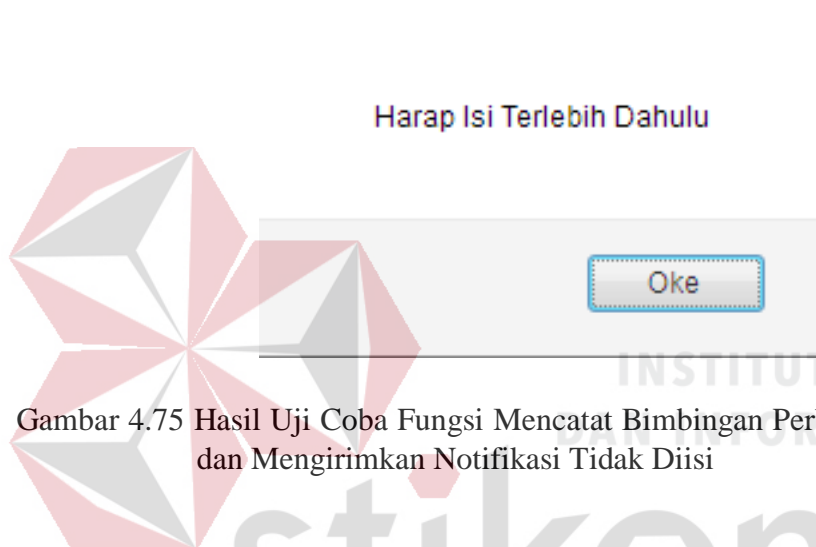 Harap Isi Terlebih Dahulu
Oke
INSTITUT
Gambar 4.75 Hasil Uji Coba Fungsi Mencatat Bimbingan Per
DAN INFOR
dan Mengirimkan Notifikasi Tidak Diisi
stikom